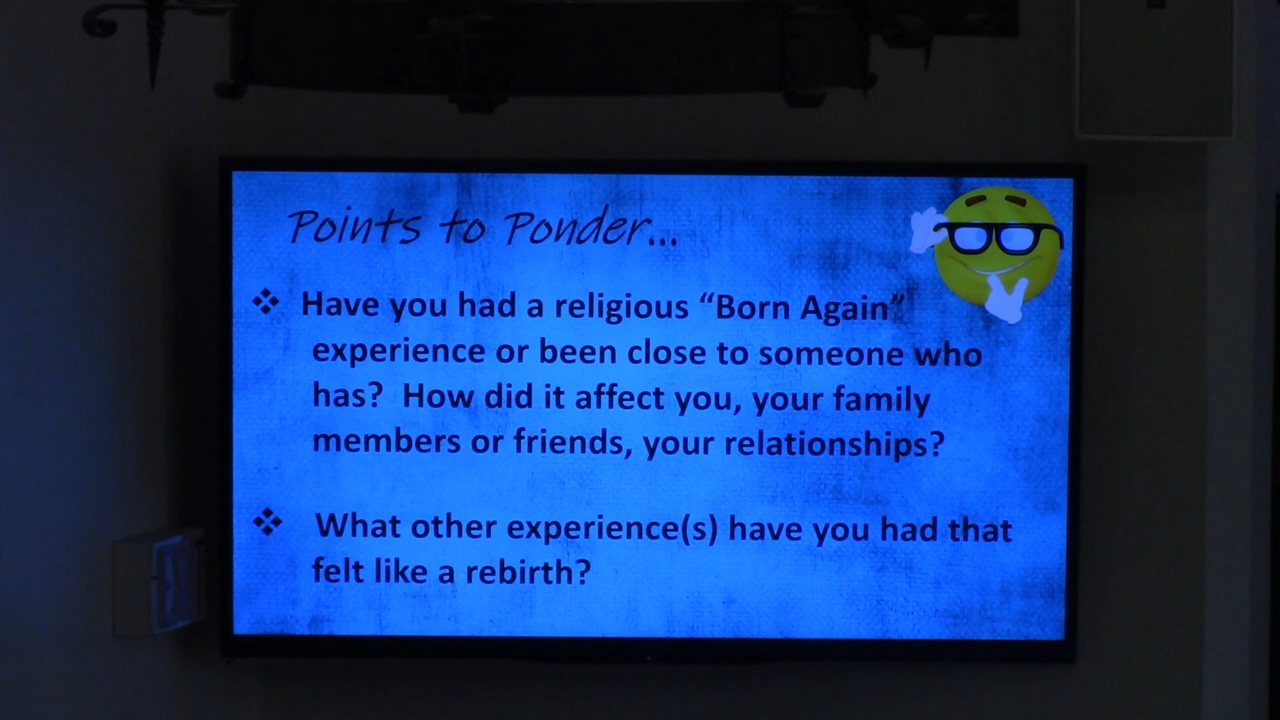 Points to Ponder...
❖ Have you had a religious “Born Again”
experience or been close to someone who
has? How did it affect you, your family
members or friends, your relationships?
❖ What other experience(s) have you had that
felt like a rebirth?